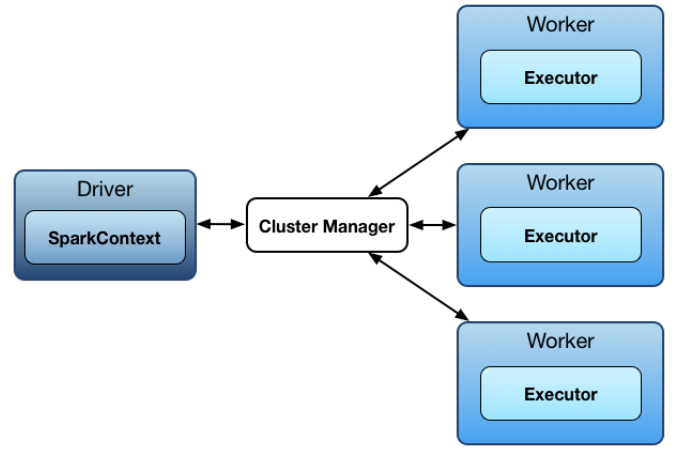 Driver
SparkContext
Cluster Manager
Worker
Executor
Worker
Executor
Worker
Executor